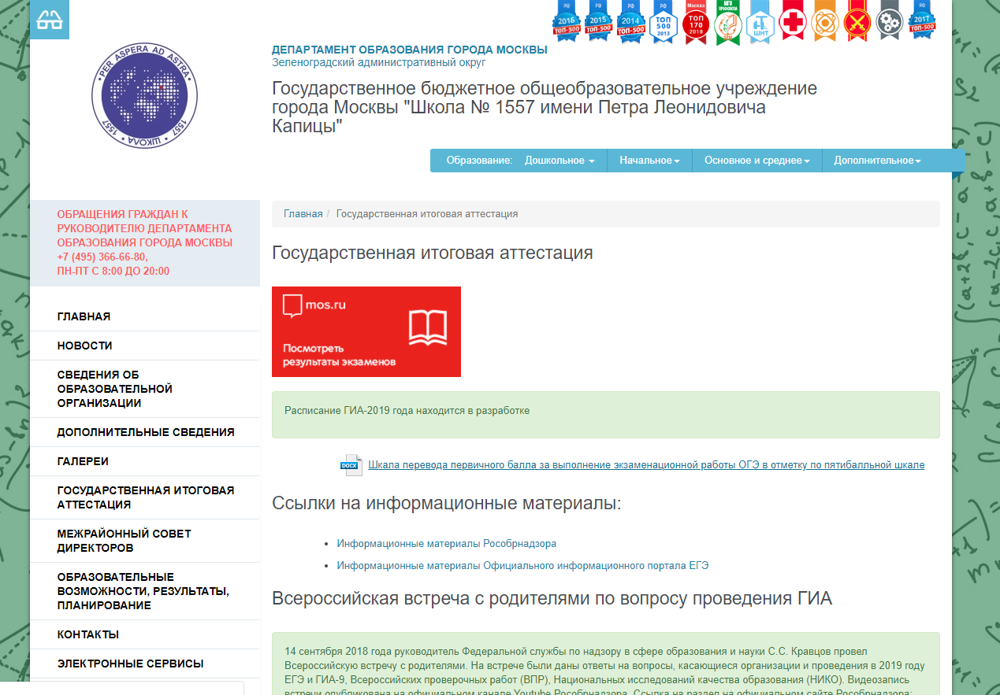 РФ
2016
ТОП-500
РФ
2015
ТОП-500
РФ
2014
ТОП-500
РФ
ТОП
500
2013
Москва
ТОП
170
2018
МГО
ПРОФСОЮЗА
ШНТ
РФ
2017
ТОП-500
• PER ASPERA AD ASTRA •
1557 • ШКОЛА • 1557
ДЕПАРТАМЕНТ ОБРАЗОВАНИЯ ГОРОДА МОСКВЫ
Зеленоградский административный округ
Государственное бюджетное общеобразовательное учреждение
города Москвы "Школа № 1557 имени Петра Леонидовича
Капицы"
Образование: Дошкольное Начальное Основное и среднее Дополнительное
ОБРАЩЕНИЯ ГРАЖДАН К
РУКОВОДИТЕЛЮ ДЕПАРТАМЕНТА
ОБРАЗОВАНИЯ ГОРОДА МОСКВЫ
+7 (495) 366-66-80,
ПН-ПТ С 8:00 ДО 20:00
ГЛАВНАЯ
НОВОСТИ
СВЕДЕНИЯ ОБ
ОБРАЗОВАТЕЛЬНОЙ
ОРГАНИЗАЦИИ
ДОПОЛНИТЕЛЬНЫЕ СВЕДЕНИЯ
ГАЛЕРЕИ
ГОСУДАРСТВЕННАЯ ИТОГОВАЯ
АТТЕСТАЦИЯ
МЕЖРАЙОННЫЙ СОВЕТ
ДИРЕКТОРОВ
ОБРАЗОВАТЕЛЬНЫЕ
ВОЗМОЖНОСТИ, РЕЗУЛЬТАТЫ,
ПЛАНИРОВАНИЕ
КОНТАКТЫ
ЭЛЕКТРОННЫЕ СЕРВИСЫ
Главная / Государственная итоговая аттестация
Государственная итоговая аттестация
mos.ru
Посмотреть
результаты экзаменов
Расписание ГИА-2019 года находится в разработке
DOCX Шкала перевода первичного балла за выполнение экзаменационной работы ОГЭ в отметку по пятибалльной шкале
Ссылки на информационные материалы:
• Информационные материалы Рособрнадзора
• Информационные материалы Официального информационного портала ЕГЭ
Всероссийская встреча с родителями по вопросу проведения ГИА
14 сентября 2018 года руководитель Федеральной службы по надзору в сфере образования и науки С.С. Кравцов провел
Всероссийскую встречу с родителями. На встрече были даны ответы на вопросы, касающиеся организации и проведения в 2019 году
ЕГЭ и ГИА-9, Всероссийских проверочных работ (ВПР), Национальных исследований качества образования (НИКО). Видеозапись
встречи опубликована на официальном канале Youtube Рособрнадзора. Ссылка на раздел на официальном сайте Рособрнадзора: